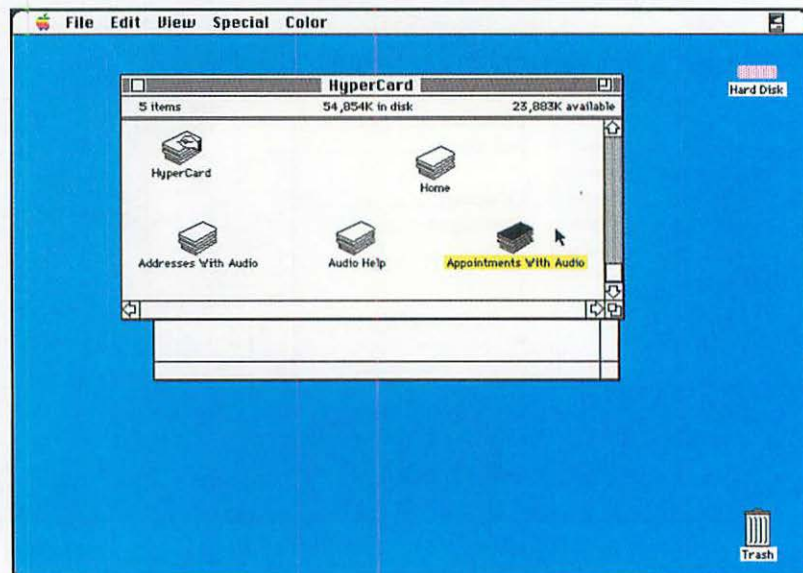 File Edit View Special Color
HyperCard
5 items 54,854K in disk 23,883K available
Hard Disk
HyperCard
Home
Addresses With Audio Audio Help Appointments With Audio
Trash